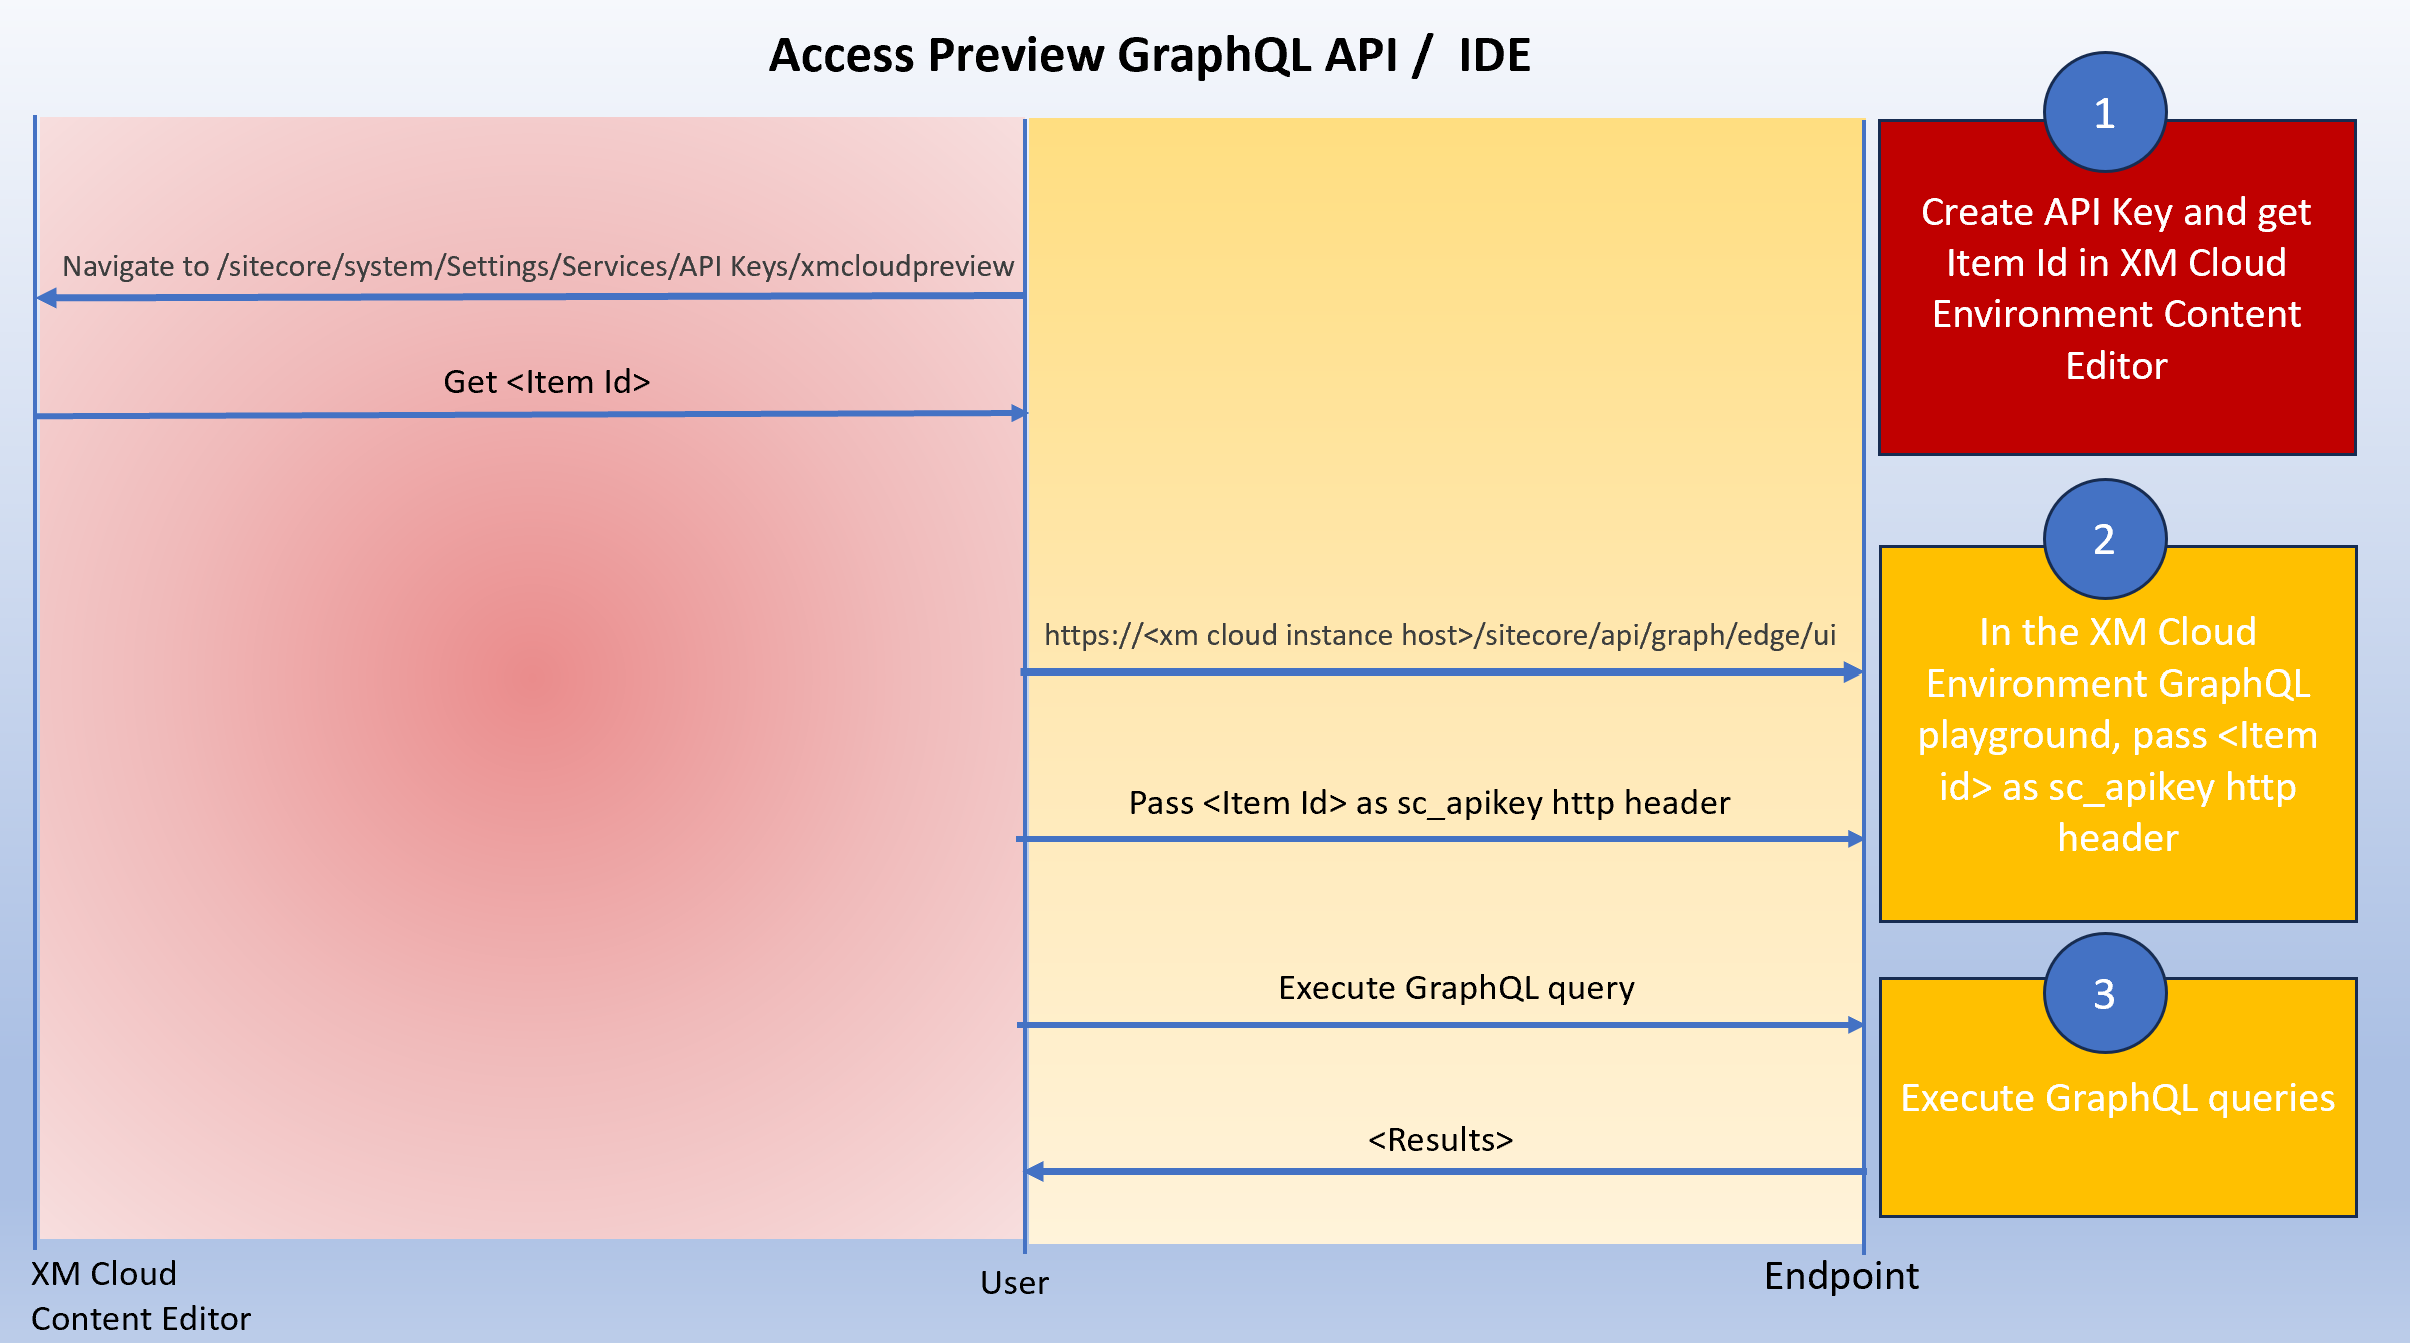 Access Preview GraphQL API /  IDE
1
Create API Key and get
Item Id in XM Cloud
Environment Content
Editor
Navigate to /sitecore/system/Settings/Services/API Keys/xmcloudpreview
Get <Item Id>
2
In the XM Cloud
Environment GraphQL
playground, pass <Item
id> as sc_apikey http
header
https://<xm cloud instance host>/sitecore/api/graph/edge/ui
Pass <Item Id> as sc_apikey http header
3
Execute GraphQL queries
Execute GraphQL query
<Results>
XM Cloud
Content Editor
User
Endpoint